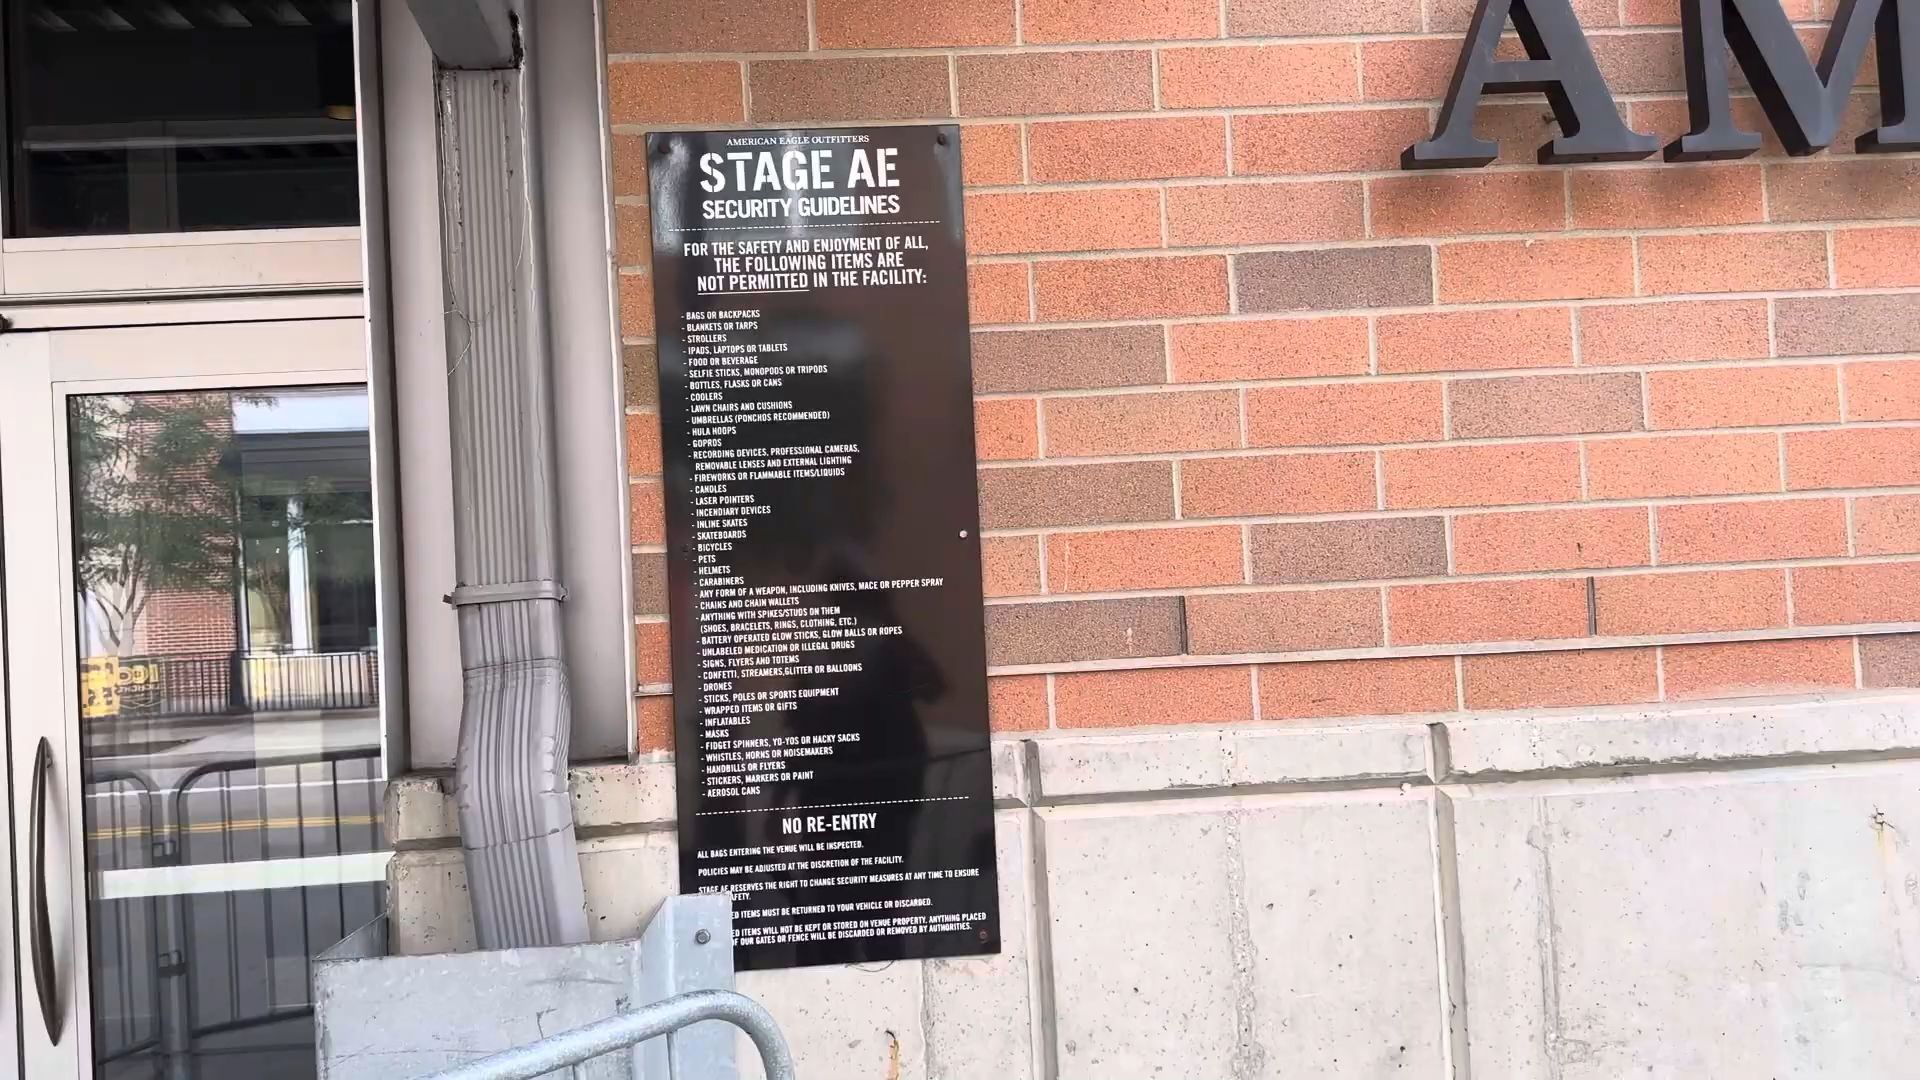 AM
AMERICAN EAGLE OUTFITTERS
STAGE AE
SECURITY GUIDELINES
FOR THE SAFETY AND ENJOYMENT OF ALL,
THE FOLLOWING ITEMS ARE
NOT PERMITTED IN THE FACILITY:
- BAGS OR BACKPACKS
- BLANKETS OR TARPS
- STROLLERS
- IPADS, LAPTOPS OR TABLETS
- FOOD OR BEVERAGE
- SELFIE STICKS, MONOPODS OR TRIPODS
- BOTTLES, FLASKS OR CANS
- COOLERS
- LAWN CHAIRS AND CUSHIONS
- UMBRELLAS (PONCHOS RECOMMENDED)
- HULA HOOPS
- GOPROS
- RECORDING DEVICES, PROFESSIONAL CAMERAS,
REMOVABLE LENSES AND EXTERNAL LIGHTING
- FIREWORKS OR FLAMMABLE ITEMS/LIQUIDS
- CANDLES
- LASER POINTERS
- INCENDIARY DEVICES
- INLINE SKATES
- SKATEBOARDS
- BICYCLES
- PETS
- HELMETS
- CARABINERS
- ANY FORM OF A WEAPON, INCLUDING KNIVES, MACE OR PEPPER SPRAY
- CHAINS AND CHAIN WALLETS
- ANYTHING WITH SPIKES/STUDS ON THEM
(SHOES, BRACELETS, RINGS, CLOTHING, ETC.)
- BATTERY OPERATED GLOW STICKS, GLOW BALLS OR ROPES
- UNLABELED MEDICATION OR ILLEGAL DRUGS
- SIGNS, FLYERS AND TOTEMS
- CONFETTI, STREAMERS,GLITTER OR BALLOONS
- DRONES
- STICKS, POLES OR SPORTS EQUIPMENT
- WRAPPED ITEMS OR GIFTS
- INFLATABLES
- MASKS
- FIDGET SPINNERS, YO-YOS OR HACKY SACKS
- WHISTLES, HORNS OR NOISEMAKERS
- HANDBILLS OR FLYERS
- STICKERS, MARKERS OR PAINT
- AEROSOL CANS
NO RE-ENTRY
ALL BAGS ENTERING THE VENUE WILL BE INSPECTED.
POLICIES MAY BE ADJUSTED AT THE DISCRETION OF THE FACILITY.
STAGE AE RESERVES THE RIGHT TO CHANGE SECURITY MEASURES AT ANY TIME TO ENSURE
AFETY.
ED ITEMS MUST BE RETURNED TO YOUR VEHICLE OR DISCARDED.
ED ITEMS WILL NOT BE KEPT OR STORED ON VENUE PROPERTY. ANYTHING PLACED
OF OUR GATES OR FENCE WILL BE DISCARDED OR REMOVED BY AUTHORITIES.